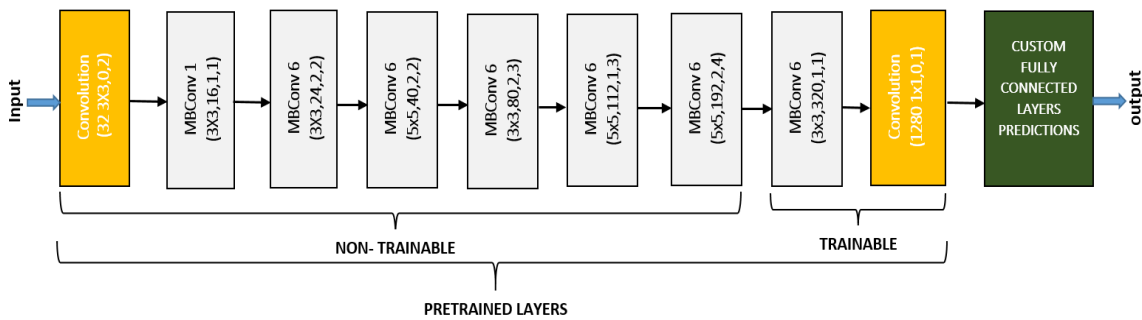 Input
Convolution
(32 3X3,0,2)
MBConv 1
(3X3,16,1,1)
MBConv 6
(3X3,24,2,2)
MBConv 6
(5x5,40,2,2)
MBConv 6
(3x3,80,2,3)
MBConv 6
(5x5,112,1,3)
MBConv 6
(5x5,192,2,4)
MBConv 6
(3x3,320,1,1)
Convolution
(1280 1x1,0,1)
CUSTOM
FULLY
CONNECTED
LAYERS
PREDICTIONS
output
NON- TRAINABLE
TRAINABLE
PRETRAINED LAYERS